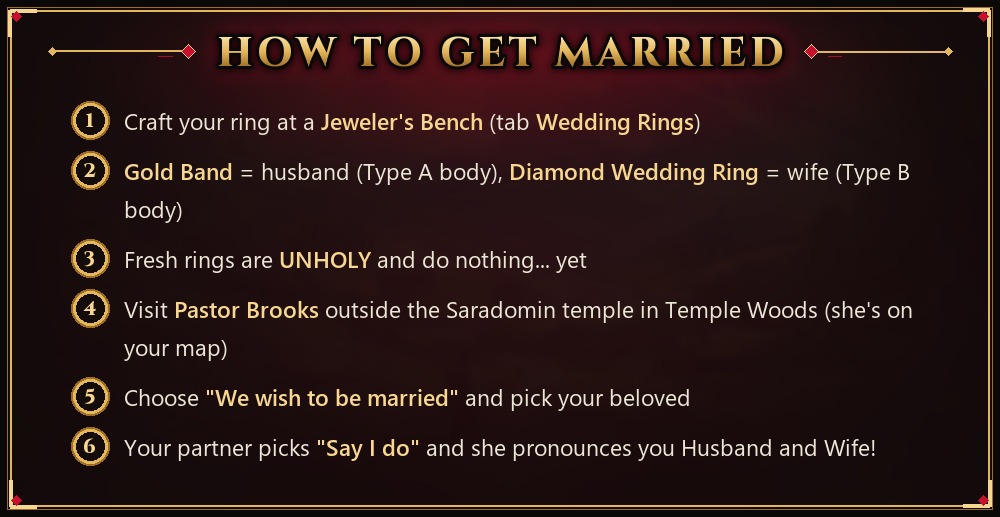 HOW TO GET MARRIED
1 Craft your ring at a Jeweler's Bench (tab Wedding Rings)
2 Gold Band = husband (Type A body), Diamond Wedding Ring = wife (Type B
body)
3 Fresh rings are UNHOLY and do nothing... yet
4 Visit Pastor Brooks outside the Saradomin temple in Temple Woods (she's on
your map)
5 Choose "We wish to be married" and pick your beloved
6 Your partner picks "Say I do" and she pronounces you Husband and Wife!